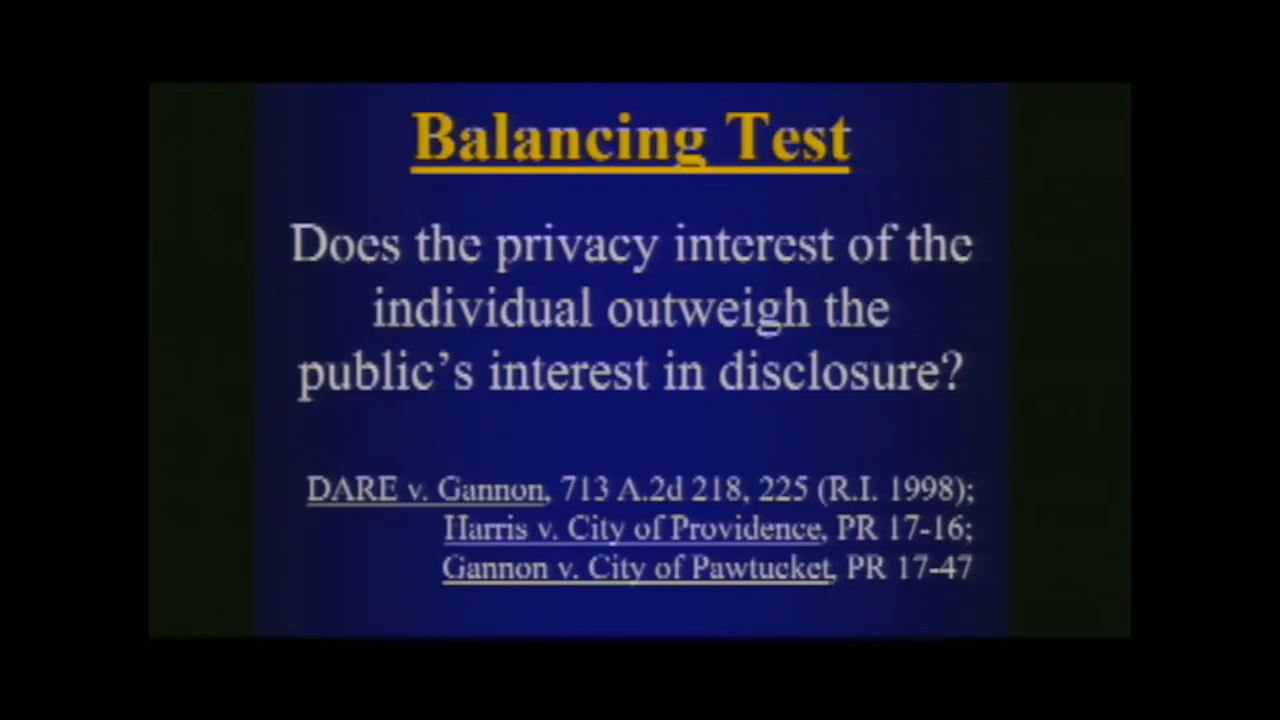 Balancing Test
Does the privacy interest of the
individual outweigh the
public's interest in disclosure?
DARE v. Gannon, 713 A.2d 218, 225 (R.I. 1998);
Harris v. City of Providence, PR 17-16;
Gannon v. City of Pawtucket, PR 17-47